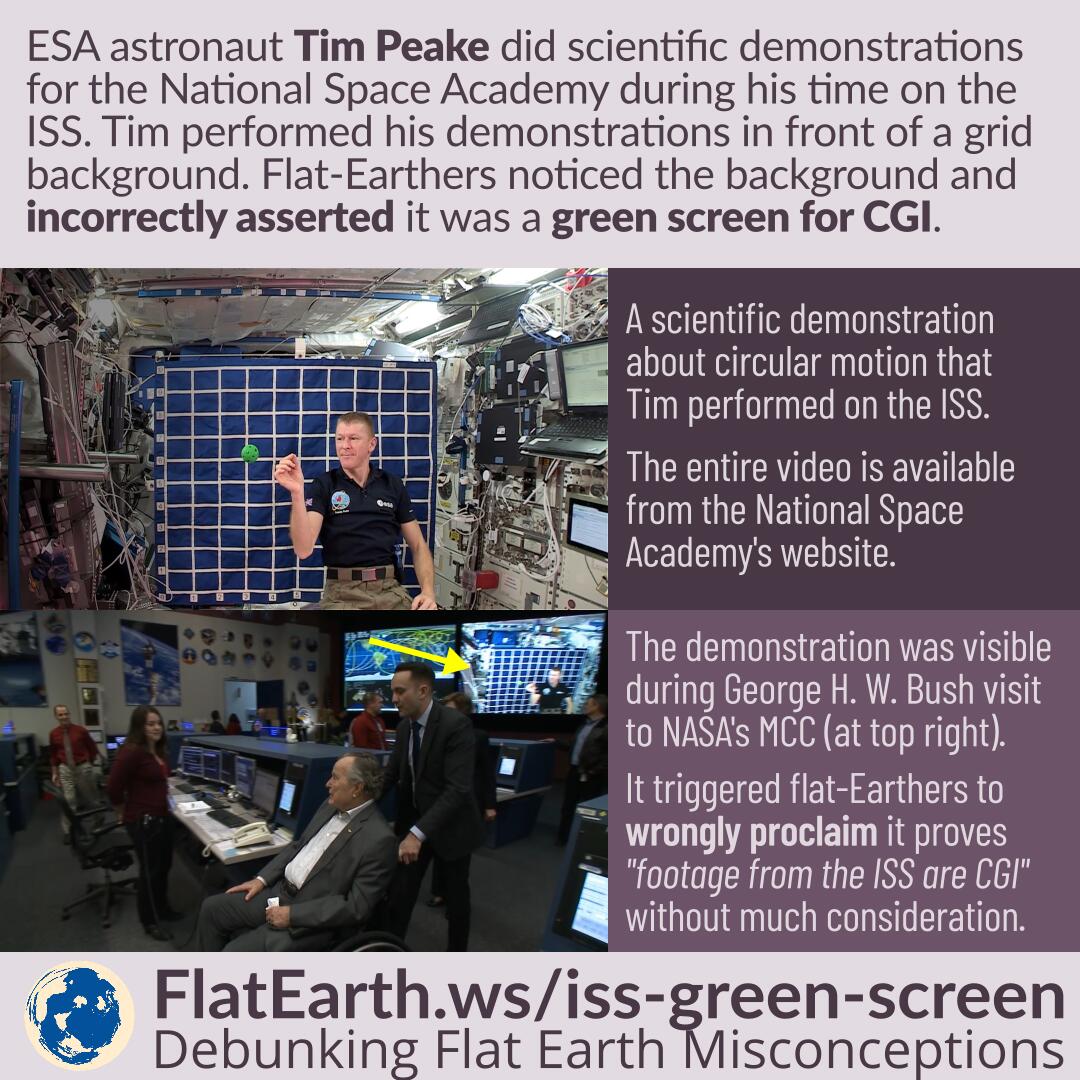 ESA astronaut Tim Peake did scientific demonstrations
for the National Space Academy during his time on the
ISS. Tim performed his demonstrations in front of a grid
background. Flat-Earthers noticed the background and
incorrectly asserted it was a green screen for CGI.
A scientific demonstration
about circular motion that
Tim performed on the ISS.
The entire video is available
from the National Space
Academy's website.
The demonstration was visible
during George H. W. Bush visit
to NASA's MCC (at top right).
It triggered flat-Earthers to
wrongly proclaim it proves
"footage from the ISS are CGI"
without much consideration.
FlatEarth.ws/iss-green-screen
Debunking Flat Earth Misconceptions